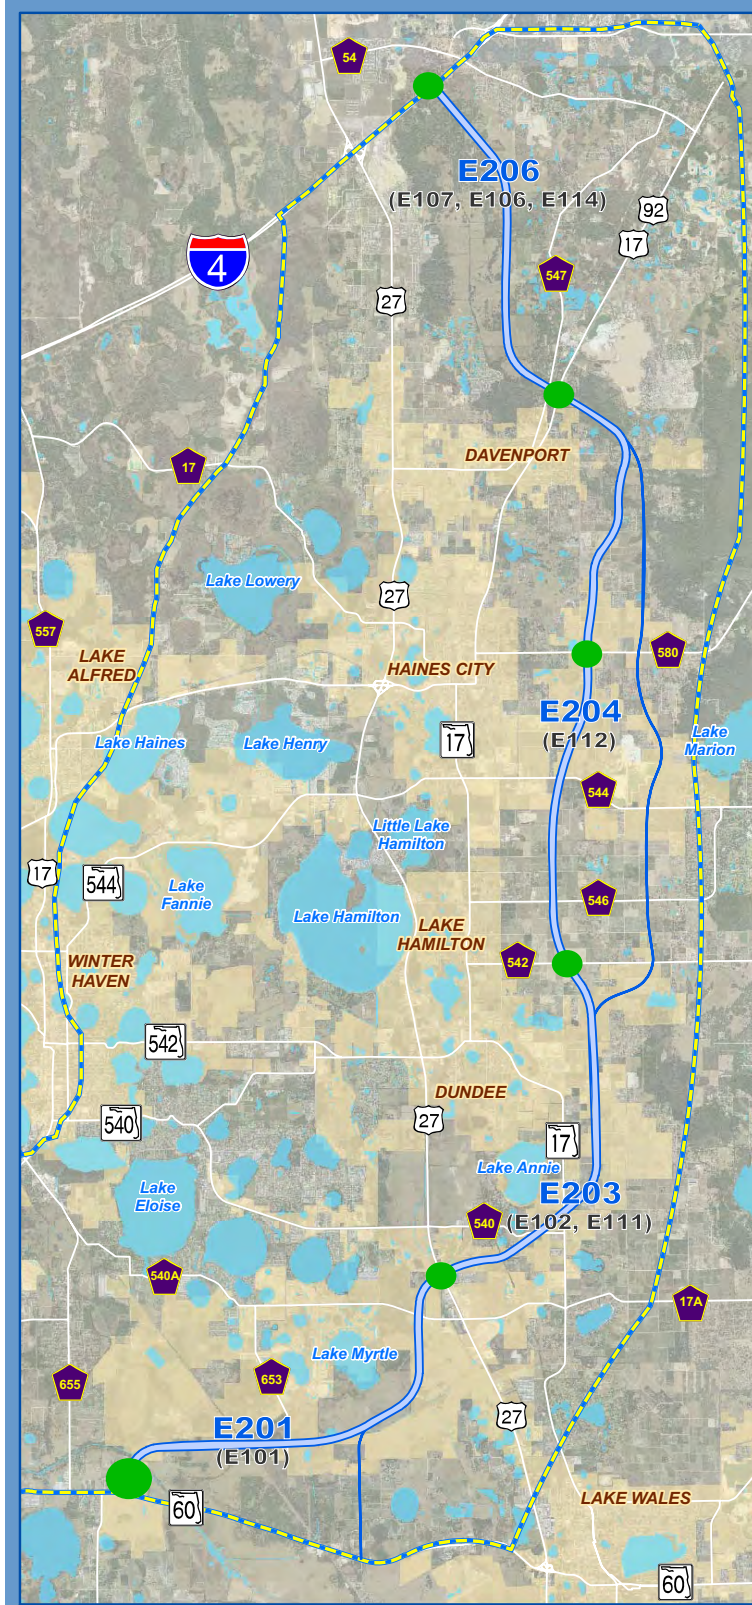 54
E206
(E107, E106, E114)
92
17
4
547
27
DAVENPORT
17
Lake Lowery
27
557
LAKE
ALFRED
580
HAINES CITY
E204
(E112)
Lake
Marion
17
Lake Haines
Lake Henry
544
Little Lake
Hamilton
17
544
Lake
Fannie
546
Lake Hamilton
LAKE
HAMILTON
WINTER
HAVEN
542
542
DUNDEE
540
27
17
Lake Annie
Lake
Eloise
E203
(E102, E111)
540
540A
17A
Lake Myrtle
655
653
27
E201
(E101)
60
LAKE WALES
60